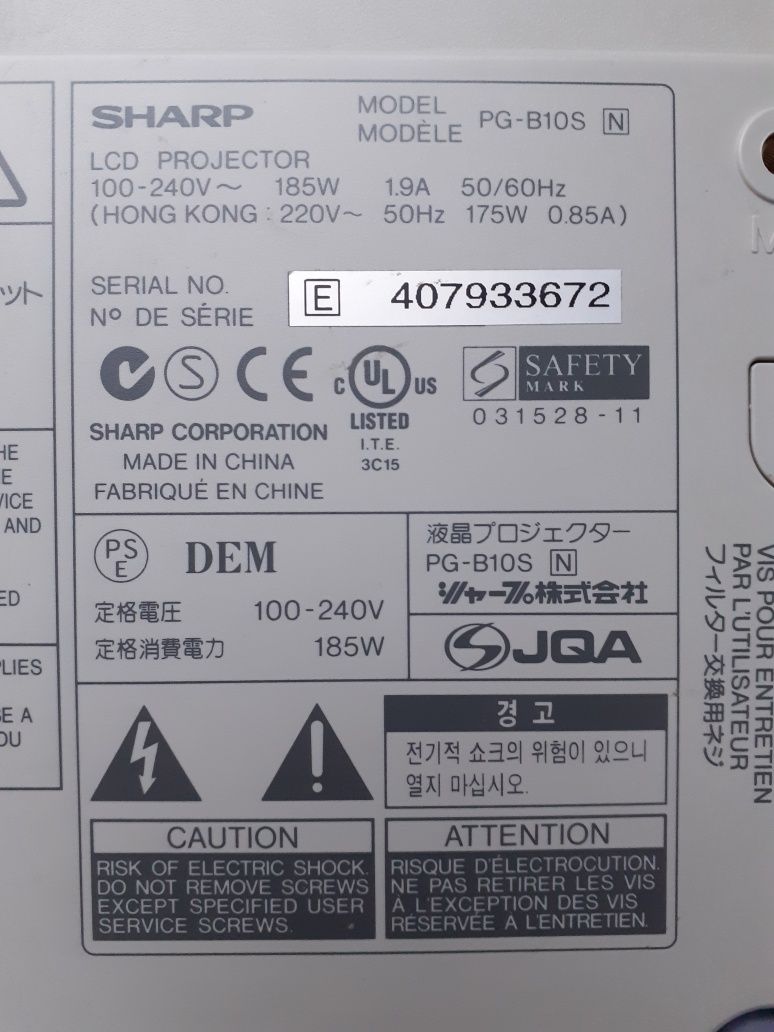 SHARP
MODEL
MODÈLE
PG-B10S N
LCD PROJECTOR
100-240V～ 185W 1.9A 50/60Hz
(HONG KONG : 220V～ 50Hz 175W 0.85A)
SERIAL NO.
Nº DE SÉRIE
E 407933672
S CE C UL US
LISTED
I.T.E.
3C15
SAFETY
MARK
031528-11
SHARP CORPORATION
MADE IN CHINA
FABRIQUÉ EN CHINE
PS
E
DEM
定格電圧 100-240V
定格消費電力 185W
液晶プロジェクター
PG-B10S N
シャープ株式会社
JQA
경고
전기적 쇼크의 위험이 있으니
열지 마십시오.
CAUTION
RISK OF ELECTRIC SHOCK.
DO NOT REMOVE SCREWS
EXCEPT SPECIFIED USER
SERVICE SCREWS.
ATTENTION
RISQUE D'ÉLECTROCUTION.
NE PAS RETIRER LES VIS
À L'EXCEPTION DES VIS
RÉSERVÉE À L'ENTRETIEN.
VIS POUR ENTRETIEN
PAR L'UTILISATEUR
フィルター交換用ネジ
ット
AND